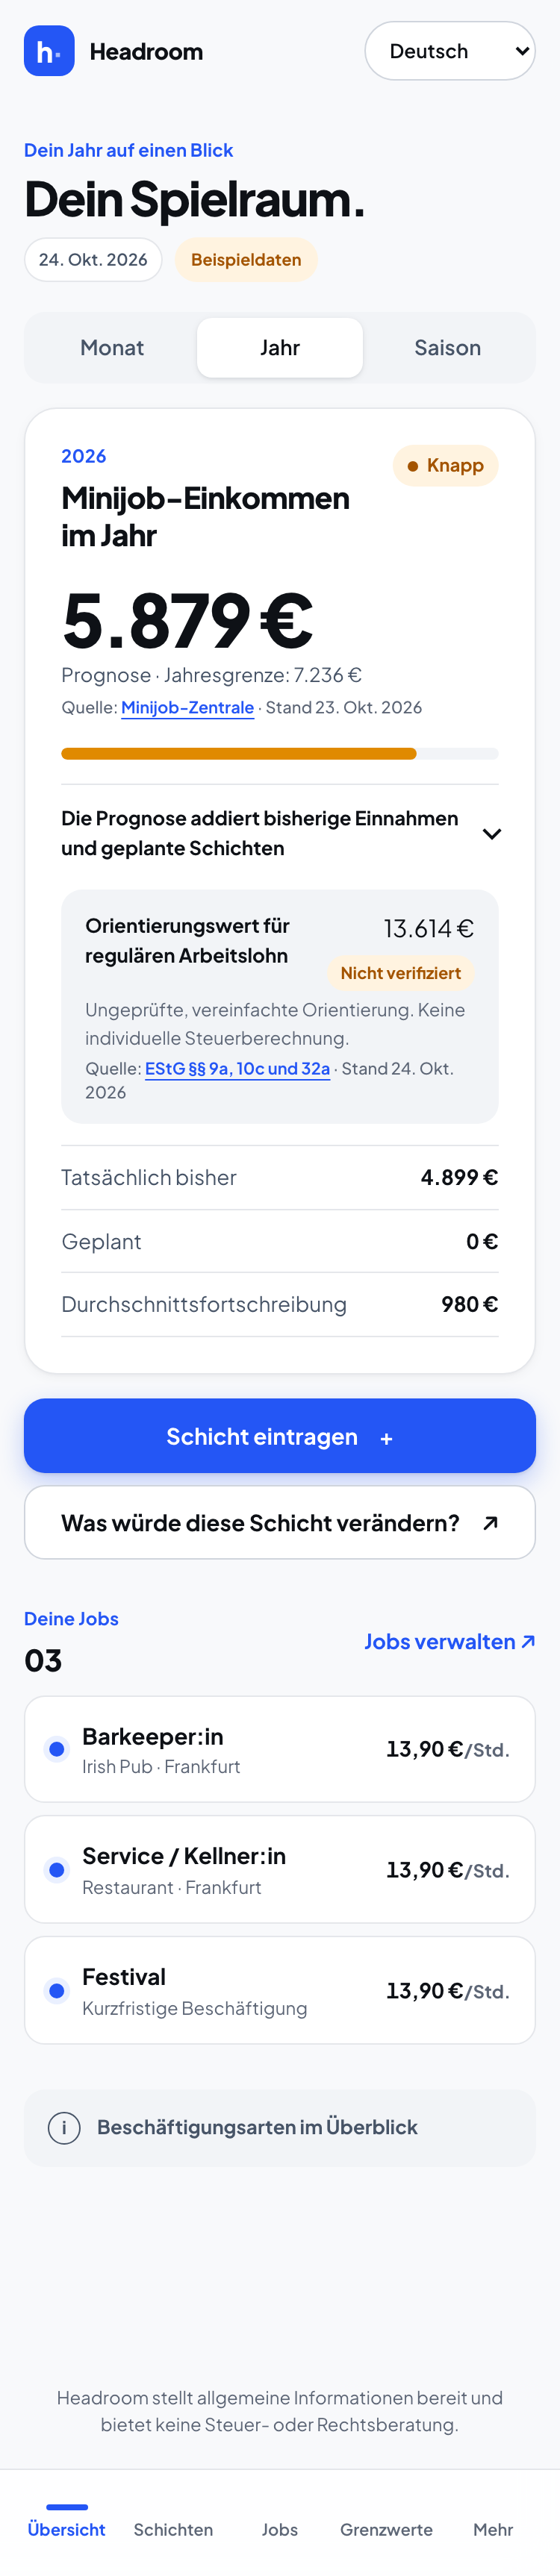 h.
Headroom
Deutsch
Dein Jahr auf einen Blick
Dein Spielraum.
24. Okt. 2026
Beispieldaten
Monat
Jahr
Saison
2026
Knapp
Minijob-Einkommen
im Jahr
5.879 €
Prognose · Jahresgrenze: 7.236 €
Quelle: Minijob-Zentrale · Stand 23. Okt. 2026
Die Prognose addiert bisherige Einnahmen
und geplante Schichten
Orientierungswert für
regulären Arbeitslohn
13.614 €
Nicht verifiziert
Ungeprüfte, vereinfachte Orientierung. Keine
individuelle Steuerberechnung.
Quelle: EStG §§ 9a, 10c und 32a · Stand 24. Okt.
2026
Tatsächlich bisher 4.899 €
Geplant 0 €
Durchschnittsfortschreibung 980 €
Schicht eintragen +
Was würde diese Schicht verändern? ↗
Deine Jobs
03
Jobs verwalten ↗
Barkeeper:in
Irish Pub · Frankfurt
13,90 €/Std.
Service / Kellner:in
Restaurant · Frankfurt
13,90 €/Std.
Festival
Kurzfristige Beschäftigung
13,90 €/Std.
i Beschäftigungsarten im Überblick
Headroom stellt allgemeine Informationen bereit und
bietet keine Steuer- oder Rechtsberatung.
Übersicht
Schichten
Jobs
Grenzwerte
Mehr